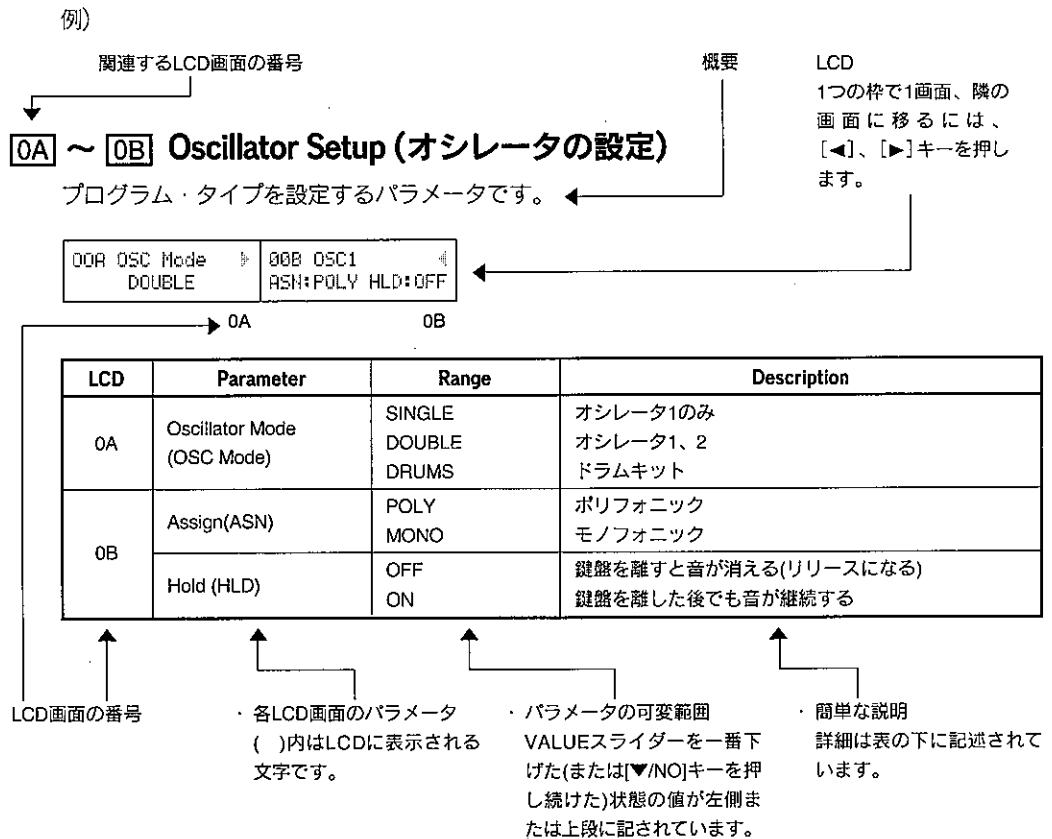 例)
関連するLCD画面の番号
概要
LCD
1つの枠で1画面、隣の
画面に移るには、
[◀]、[▶]キーを押し
ます。
0A ～ 0B Oscillator Setup (オシレータの設定)
プログラム・タイプを設定するパラメータです。
00A OSC Mode
DOUBLE
00B OSC1
ASN:POLY HLD:OFF
0A 0B
LCD Parameter Range Description
0A
Oscillator Mode
(OSC Mode)
SINGLE オシレータ1のみ
DOUBLE オシレータ1、2
DRUMS ドラムキット
0B
Assign(ASN)
POLY ポリフォニック
MONO モノフォニック
Hold (HLD)
OFF 鍵盤を離すと音が消える(リリースになる)
ON 鍵盤を離した後でも音が継続する
LCD画面の番号
・各LCD画面のパラメータ
( )内はLCDに表示される
文字です。
・パラメータの可変範囲
VALUEスライダーを一番下
げた(または[▼/NO]キーを押
し続けた)状態の値が左側ま
たは上段に記されています。
・簡単な説明
詳細は表の下に記述されて
います。